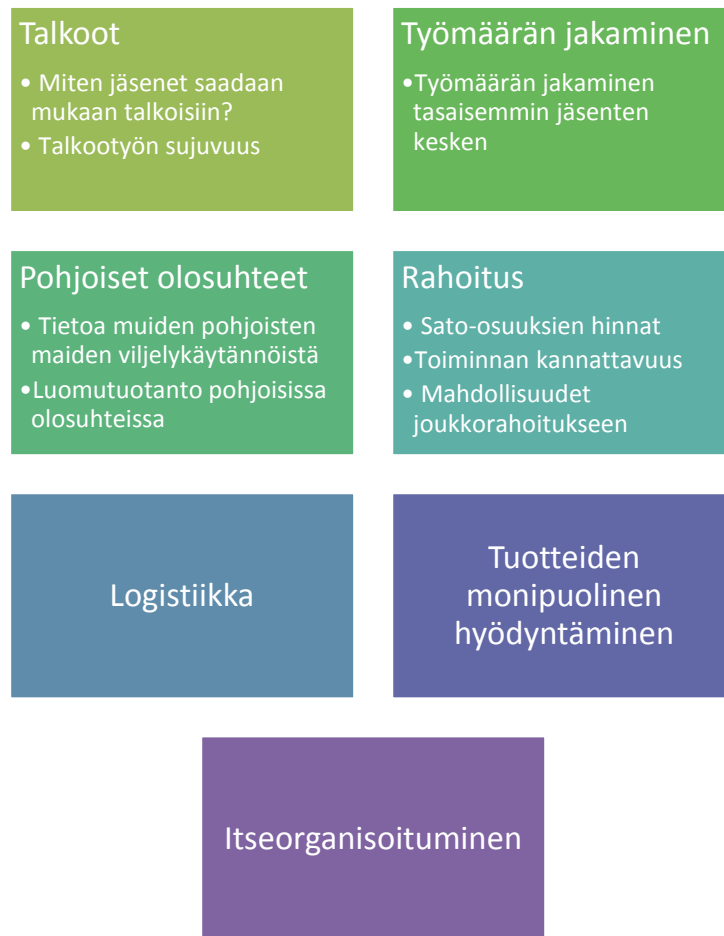 Talkoot
• Miten jäsenet saadaan
mukaan talkoisiin?
• Talkootyön sujuvuus
Työmäärän jakaminen
•Työmäärän jakaminen
tasaisemmin jäsenten
kesken
Pohjoiset olosuhteet
• Tietoa muiden pohjoisten
maiden viljelykäytännöistä
•Luomutuotanto pohjoisissa
olosuhteissa
Rahoitus
• Sato-osuuksien hinnat
•Toiminnan kannattavuus
• Mahdollisuudet
joukkorahoitukseen
Logistiikka
Tuotteiden
monipuolinen
hyödyntäminen
Itseorganisoituminen